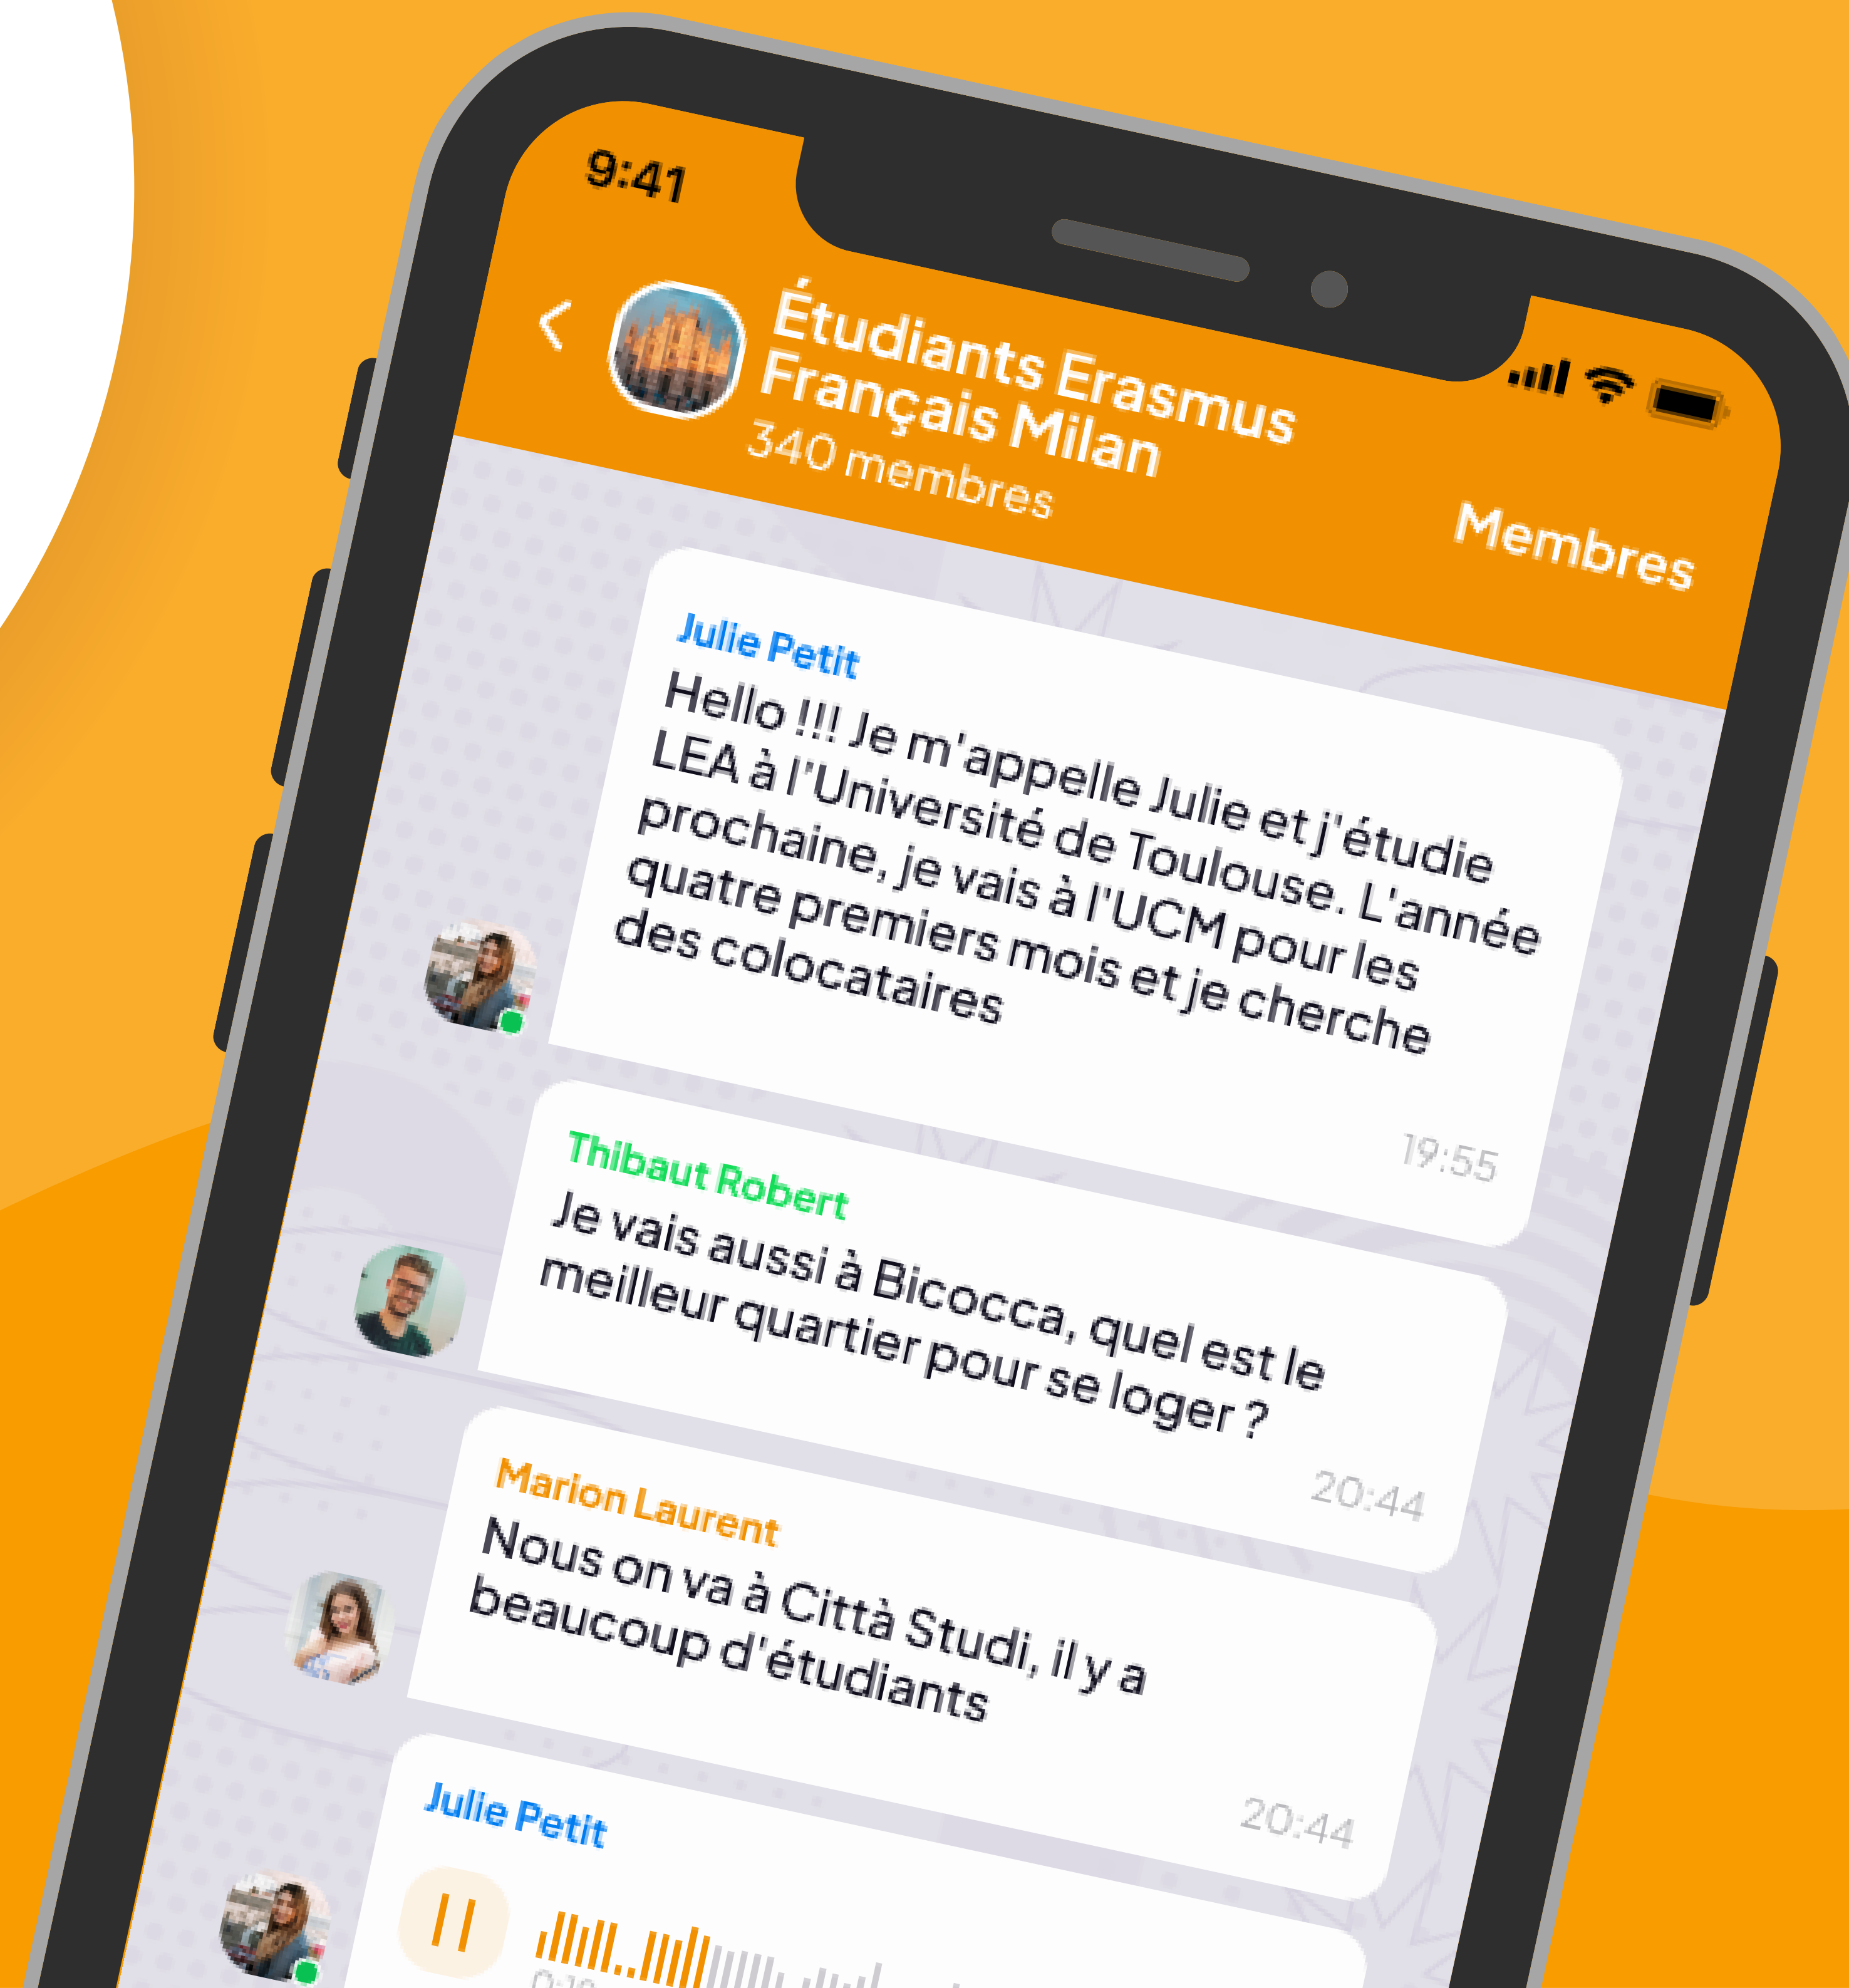 9:41
Étudiants Erasmus
Français Milan
340 membres
Membres
Julie Petit
Hello !!! Je m'appelle Julie et j'étudie
LEA à l'Université de Toulouse. L'année
prochaine, je vais à l'UCM pour les
quatre premiers mois et je cherche
des colocataires
19:55
Thibaut Robert
Je vais aussi à Bicocca, quel est le
meilleur quartier pour se loger ?
20:44
Marion Laurent
Nous on va à Città Studi, il y a
beaucoup d'étudiants
20:44
Julie Petit